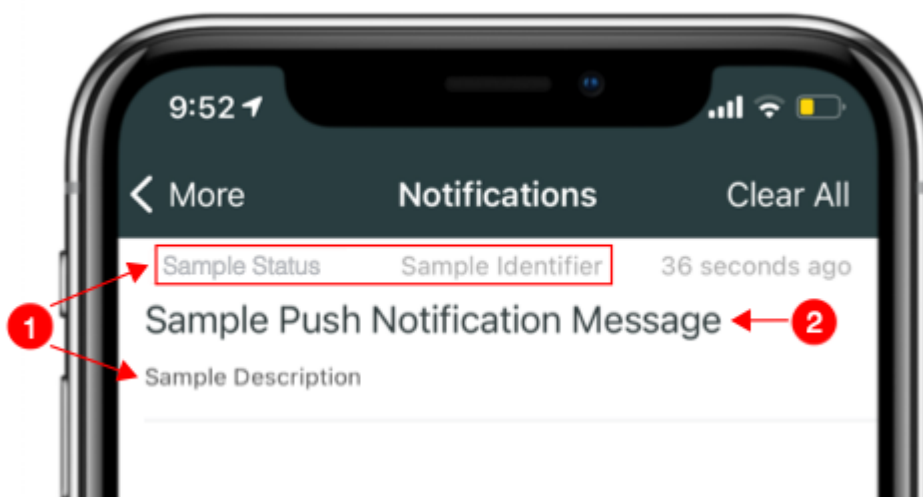 9:52
More Notifications Clear All
Sample Status Sample Identifier 36 seconds ago
1
Sample Push Notification Message 2
Sample Description